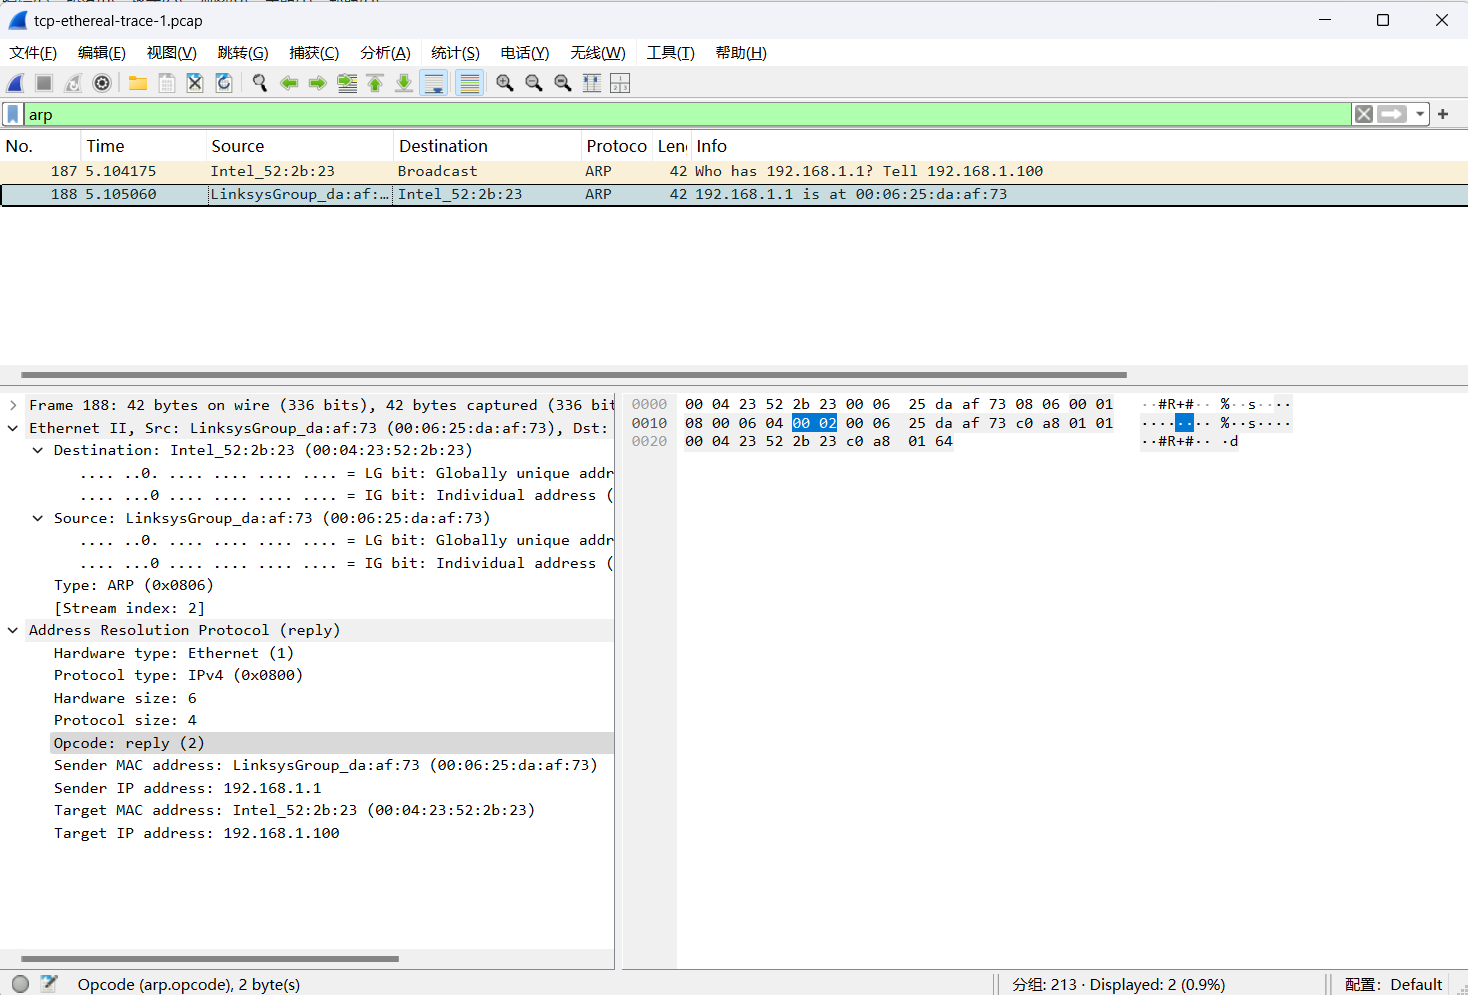 tcp-ethereal-trace-1.pcap
文件(F) 编辑(E) 视图(V) 跳转(G) 捕获(C) 分析(A) 统计(S) 电话(Y) 无线(W) 工具(T) 帮助(H)
arp
No. Time Source Destination Protoco Len Info
187 5.104175 Intel_52:2b:23 Broadcast ARP 42 Who has 192.168.1.1? Tell 192.168.1.100
188 5.105060 LinksysGroup_da:af:… Intel_52:2b:23 ARP 42 192.168.1.1 is at 00:06:25:da:af:73
Frame 188: 42 bytes on wire (336 bits), 42 bytes captured (336 bit
Ethernet II, Src: LinksysGroup_da:af:73 (00:06:25:da:af:73), Dst:
Destination: Intel_52:2b:23 (00:04:23:52:2b:23)
.... ..0. .... .... .... .... = LG bit: Globally unique addr
.... ...0 .... .... .... .... = IG bit: Individual address (
Source: LinksysGroup_da:af:73 (00:06:25:da:af:73)
.... ..0. .... .... .... .... = LG bit: Globally unique addr
.... ...0 .... .... .... .... = IG bit: Individual address (
Type: ARP (0x0806)
[Stream index: 2]
Address Resolution Protocol (reply)
Hardware type: Ethernet (1)
Protocol type: IPv4 (0x0800)
Hardware size: 6
Protocol size: 4
Opcode: reply (2)
Sender MAC address: LinksysGroup_da:af:73 (00:06:25:da:af:73)
Sender IP address: 192.168.1.1
Target MAC address: Intel_52:2b:23 (00:04:23:52:2b:23)
Target IP address: 192.168.1.100
0000 00 04 23 52 2b 23 00 06 25 da af 73 08 06 00 01 ··#R+#·· %··s····
0010 08 00 06 04 00 02 00 06 25 da af 73 c0 a8 01 01 ········ %··s····
0020 00 04 23 52 2b 23 c0 a8 01 64 ··#R+#·· ·d
Opcode (arp.opcode), 2 byte(s)
分组: 213 · Displayed: 2 (0.9%)
配置: Default